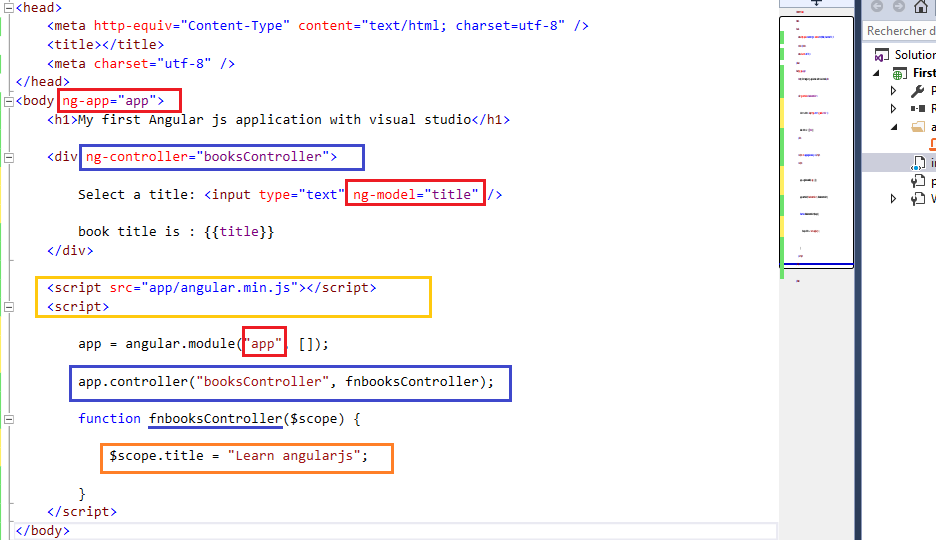 <head>
<meta http-equiv="Content-Type" content="text/html; charset=utf-8" />
<title></title>
<meta charset="utf-8" />
</head>
<body ng-app="app">
<h1>My first Angular js application with visual studio</h1>
<div ng-controller="booksController">
Select a title: <input type="text" ng-model="title" />
book title is : {{title}}
</div>
<script src="app/angular.min.js"></script>
<script>
app = angular.module("app", []);
app.controller("booksController", fnbooksController);
function fnbooksController($scope) {
$scope.title = "Learn angularjs";
}
</script>
</body>
Rechercher d
Solution
First